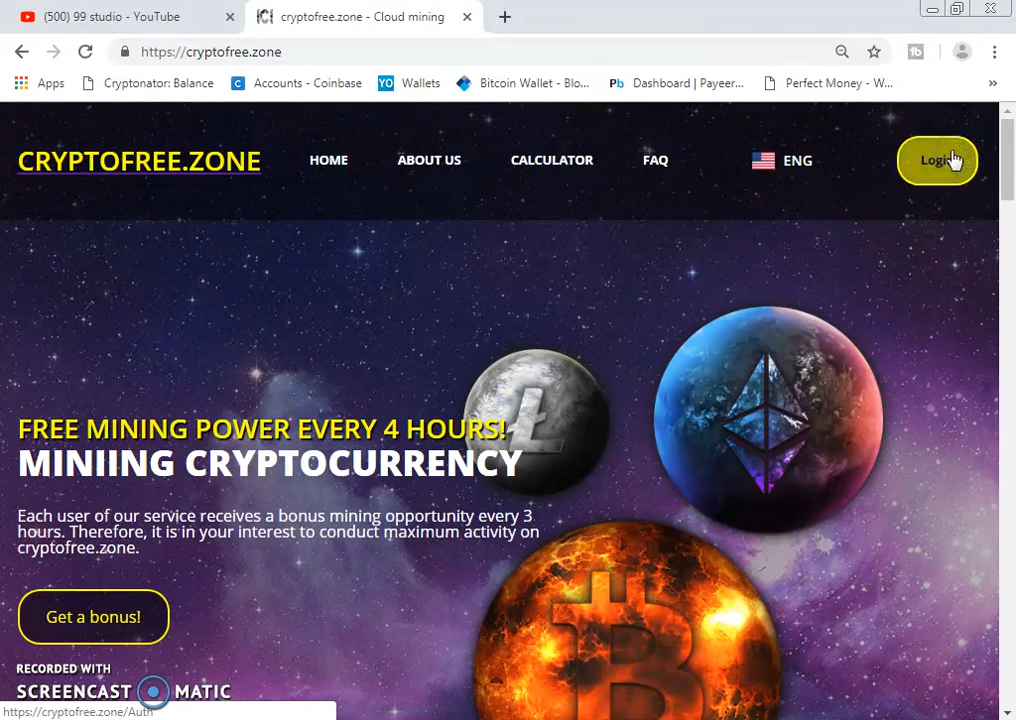 (500) 99 studio - YouTube
cryptofree.zone - Cloud mining
https://cryptofree.zone
Apps
Cryptonator: Balance
Accounts - Coinbase
YO Wallets
Bitcoin Wallet - Blo...
Pb Dashboard | Payeer...
Perfect Money - W...
»
CRYPTOFREE.ZONE
HOME
ABOUT US
CALCULATOR
FAQ
ENG
FREE MINING POWER EVERY 4 HOURS!
MINIING CRYPTOCURRENCY
Each user of our service receives a bonus mining opportunity every 3
hours. Therefore, it is in your interest to conduct maximum activity on
cryptofree.zone.
Get a bonus!
RECORDED WITH
SCREENCAST MATIC
https://cryptofree.zone/Auth